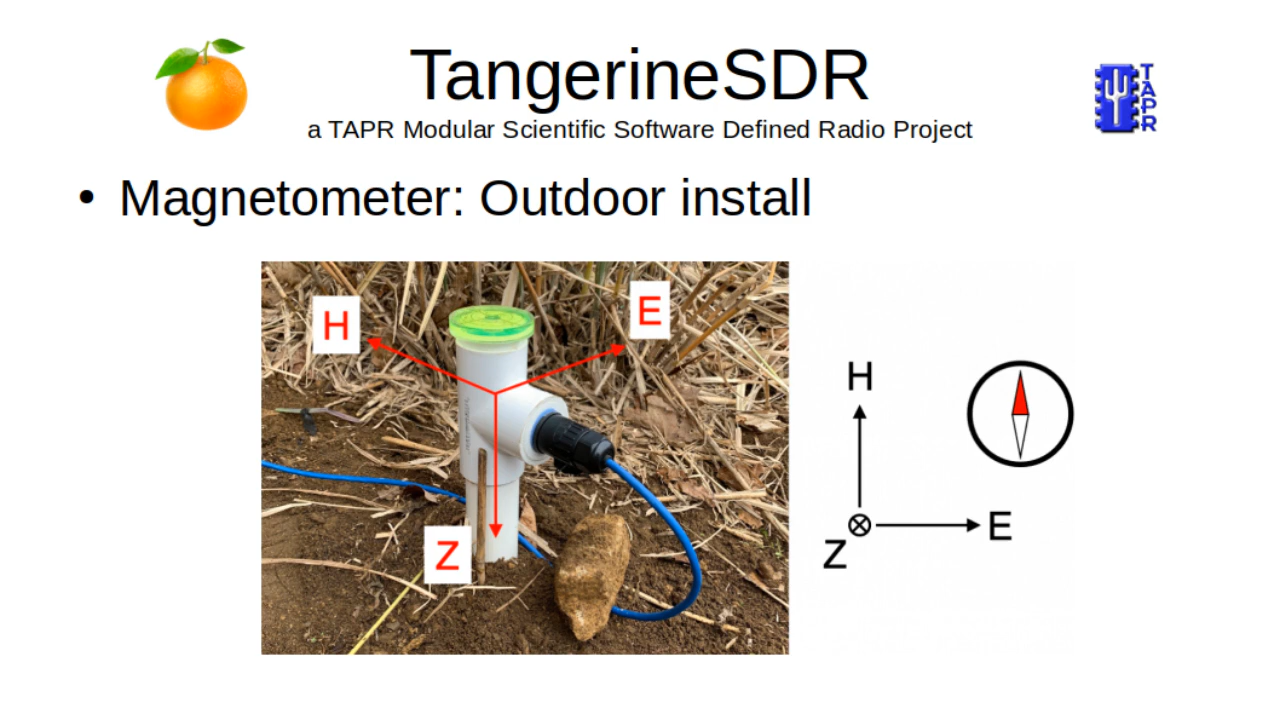 TangerineSDR
a TAPR Modular Scientific Software Defined Radio Project
TAPR
• Magnetometer: Outdoor install
H
E
Z
H
Z
E